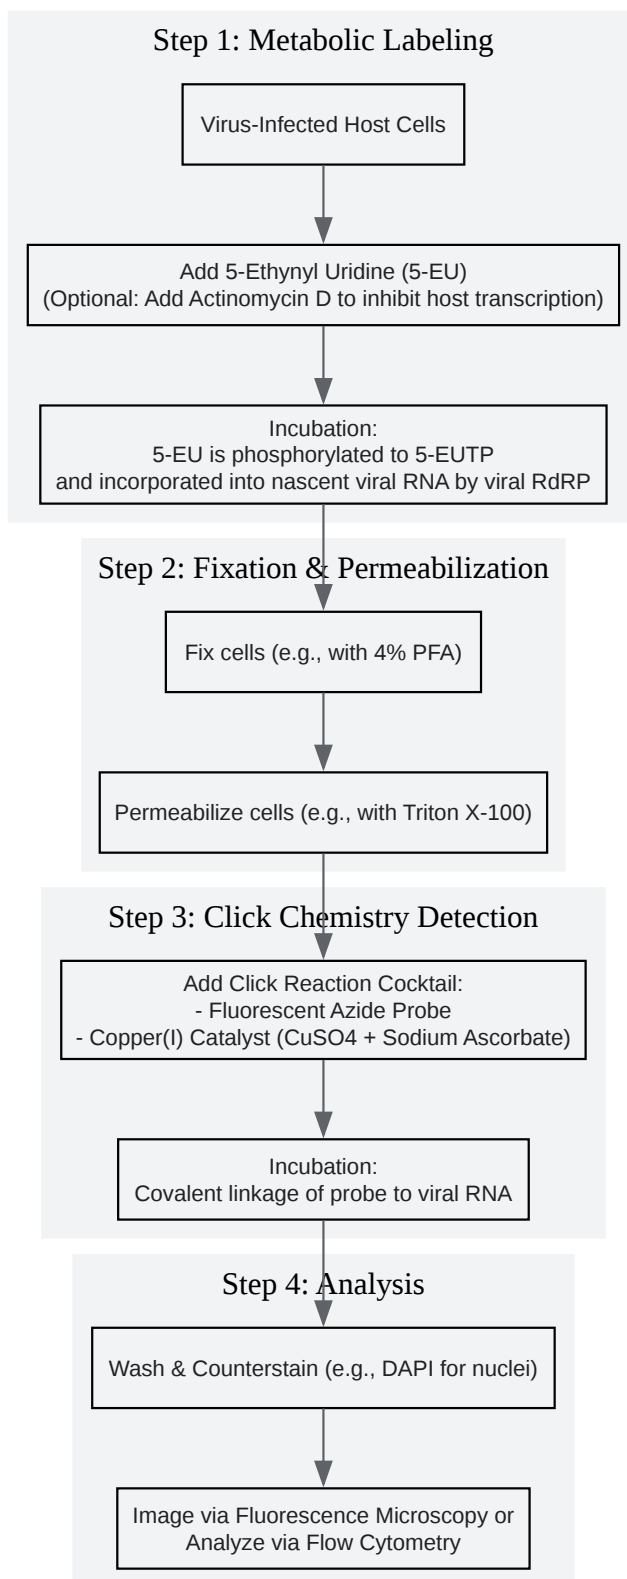 Step 1: Metabolic Labeling
Virus-Infected Host Cells
Add 5-Ethynyl Uridine (5-EU)
(Optional: Add Actinomycin D to inhibit host transcription)
Incubation:
5-EU is phosphorylated to 5-EUTP
and incorporated into nascent viral RNA by viral RdRP
Step 2: Fixation & Permeabilization
Fix cells (e.g., with 4% PFA)
Permeabilize cells (e.g., with Triton X-100)
Step 3: Click Chemistry Detection
Add Click Reaction Cocktail:
- Fluorescent Azide Probe
- Copper(I) Catalyst (CuSO4 + Sodium Ascorbate)
Incubation:
Covalent linkage of probe to viral RNA
Step 4: Analysis
Wash & Counterstain (e.g., DAPI for nuclei)
Image via Fluorescence Microscopy or
Analyze via Flow Cytometry